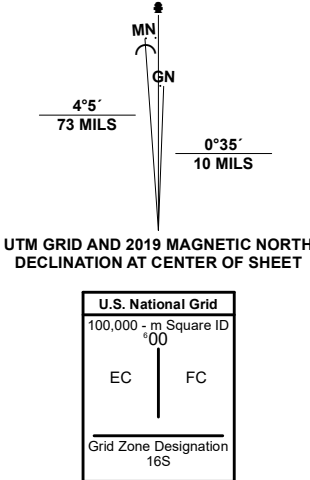 MN
GN
4°5´
73 MILS
0°35´
10 MILS
UTM GRID AND 2019 MAGNETIC NORTH
DECLINATION AT CENTER OF SHEET
U.S. National Grid
100,000 - m Square ID
⁶00
EC FC
Grid Zone Designation
16S